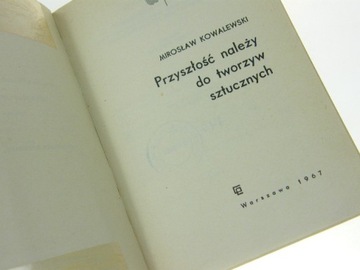 MIROSŁAW KOWALEWSKI
Przyszłość należy
do tworzyw
sztucznych
Warszawa 1967